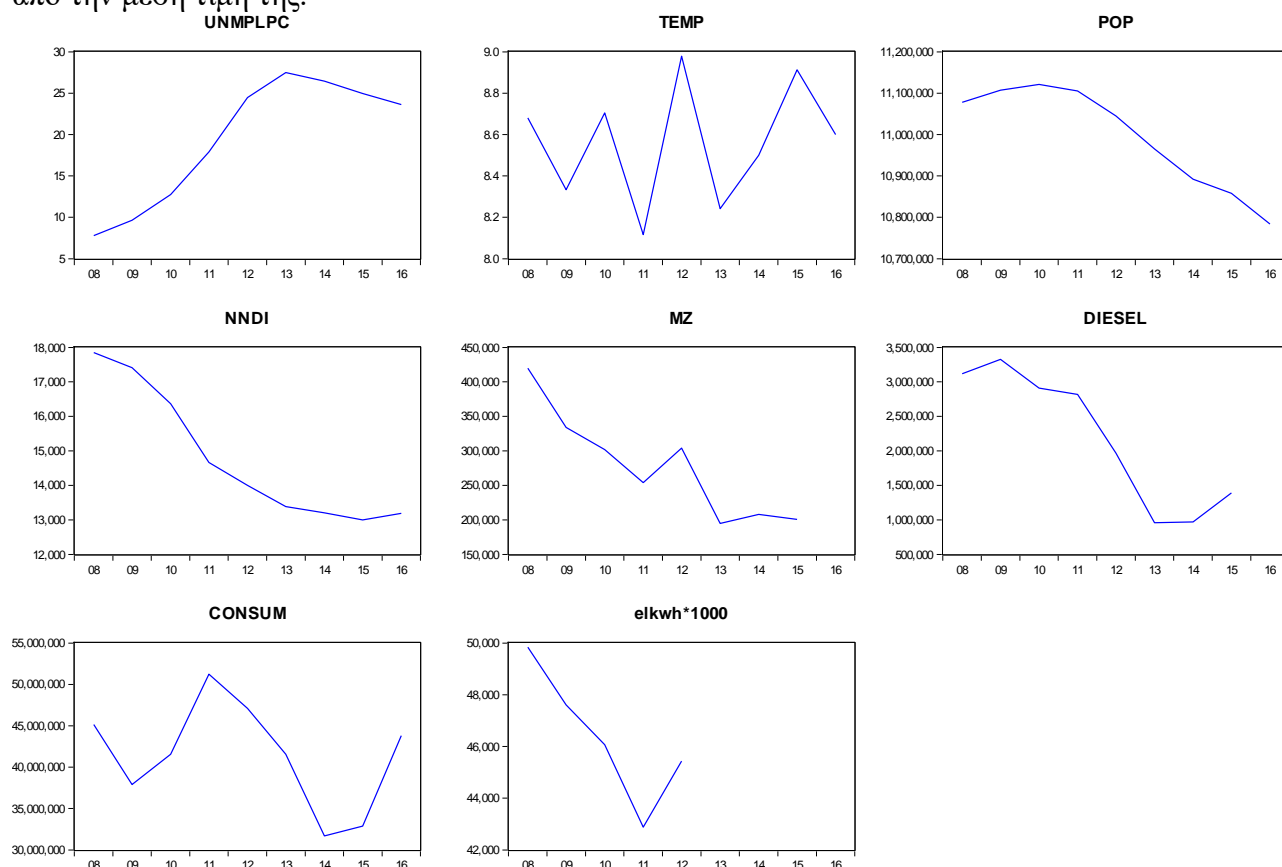 από την μέση τιμή της.
UNMPLPC TEMP POP
30 9.0 11,200,000
25 8.8 11,100,000
20 8.6 11,000,000
15 8.4 10,900,000
10 8.2 10,800,000
5 8.0 10,700,000
08 09 10 11 12 13 14 15 16 08 09 10 11 12 13 14 15 16 08 09 10 11 12 13 14 15 16
NNDI MZ DIESEL
18,000 450,000 3,500,000
17,000 400,000 3,000,000
16,000 350,000 2,500,000
15,000 300,000 2,000,000
14,000 250,000 1,500,000
13,000 200,000 1,000,000
12,000 150,000 500,000
08 09 10 11 12 13 14 15 16 08 09 10 11 12 13 14 15 16 08 09 10 11 12 13 14 15 16
CONSUM elkwh*1000
55,000,000 50,000
50,000,000 48,000
45,000,000 46,000
40,000,000 44,000
35,000,000 42,000
30,000,000
08 09 10 11 12 13 14 15 16 08 09 10 11 12 13 14 15 16